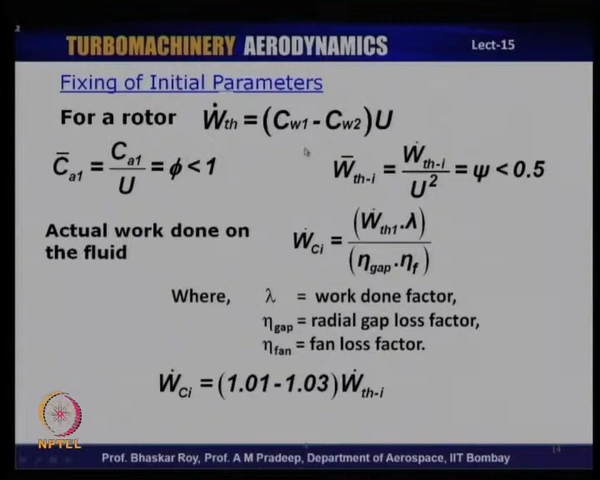 TURBOMACHINERY AERODYNAMICS Lect-15
Fixing of Initial Parameters
For a rotor Ẇth = (Cw1 - Cw2)U
C̄a1 = Ca1/U = ϕ < 1
W̄th-i = Ẇth-i/U² = ψ < 0.5
Actual work done on
the fluid
ẆCi = (Ẇth1.λ)/(ηgap.ηf)
Where, λ = work done factor,
ηgap = radial gap loss factor,
ηfan = fan loss factor.
ẆCi = (1.01-1.03)Ẇth-i
NPTEL
Prof. Bhaskar Roy, Prof. A M Pradeep, Department of Aerospace, IIT Bombay
14